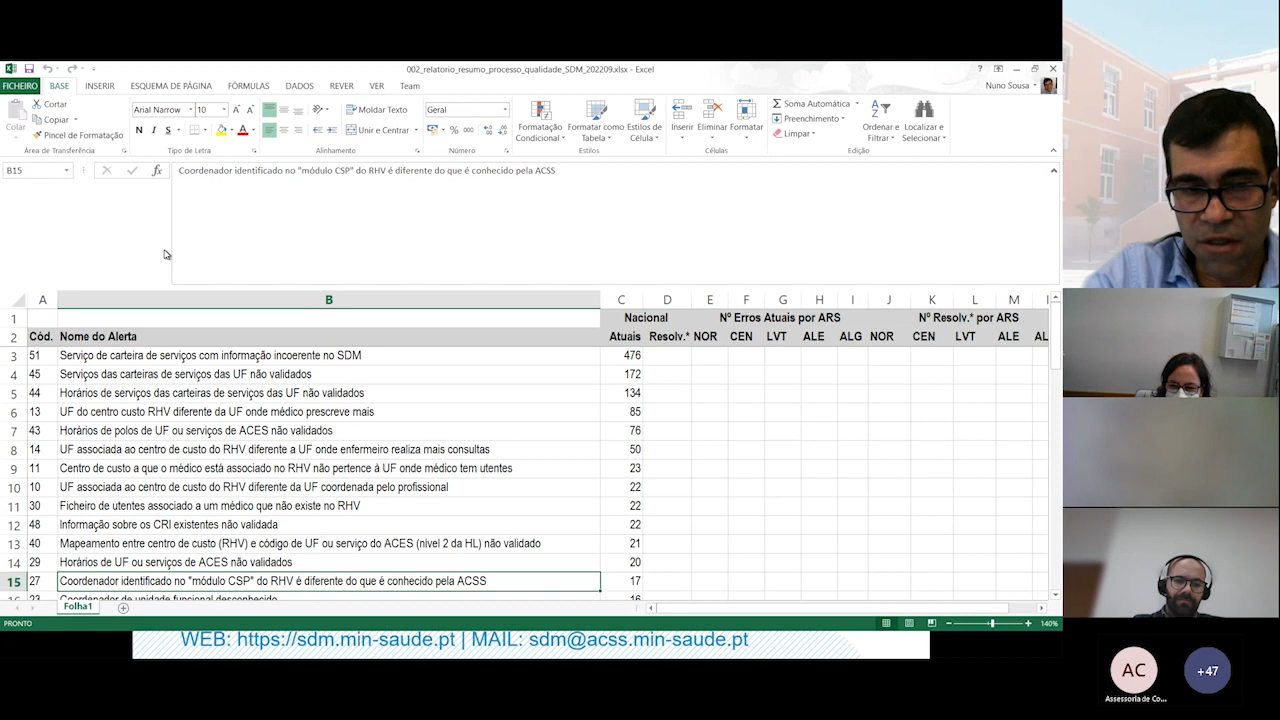 002_relatorio_resumo_processo_qualidade_SDM_202209.xlsx - Excel
FICHEIRO BASE INSERIR ESQUEMA DE PÁGINA FÓRMULAS DADOS REVER VER Team Nuno Sousa
Colar
Cortar
Copiar
Pincel de Formatação
Área de Transferência
Arial Narrow 10
N I S
Tipo de Letra
Moldar Texto
Unir e Centrar
Alinhamento
Geral
% 000
Número
Formatação Condicional
Formatar como Tabela
Estilos de Célula
Estilos
Inserir Eliminar Formatar
Células
Soma Automática
Preenchimento
Limpar
Ordenar e Filtrar
Localizar e Selecionar
Edição
B15 fx Coordenador identificado no "módulo CSP" do RHV é diferente do que é conhecido pela ACSS
A B C D E F G H I J K L M
1 Nacional Nº Erros Atuais por ARS Nº Resolv.* por ARS
2 Cód. Nome do Alerta Atuais Resolv.* NOR CEN LVT ALE ALG NOR CEN LVT ALE AL
3 51 Serviço de carteira de serviços com informação incoerente no SDM 476
4 45 Serviços das carteiras de serviços das UF não validados 172
5 44 Horários de serviços das carteiras de serviços das UF não validados 134
6 13 UF do centro custo RHV diferente da UF onde médico prescreve mais 85
7 43 Horários de polos de UF ou serviços de ACES não validados 76
8 14 UF associada ao centro de custo do RHV diferente a UF onde enfermeiro realiza mais consultas 50
9 11 Centro de custo a que o médico está associado no RHV não pertence á UF onde médico tem utentes 23
10 10 UF associada ao centro de custo do RHV diferente da UF coordenada pelo profissional 22
11 30 Ficheiro de utentes associado a um médico que não existe no RHV 22
12 48 Informação sobre os CRI existentes não validada 22
13 40 Mapeamento entre centro de custo (RHV) e código de UF ou serviço do ACES (nivel 2 da HL) não validado 21
14 29 Horários de UF ou serviços de ACES não validados 20
15 27 Coordenador identificado no "módulo CSP" do RHV é diferente do que é conhecido pela ACSS 17
16 23 Coordenador de unidade funcional desconhecido 16
Folha1
PRONTO 140%
WEB: https://sdm.min-saude.pt | MAIL: sdm@acss.min-saude.pt
AC +47
Assessoria de Co...